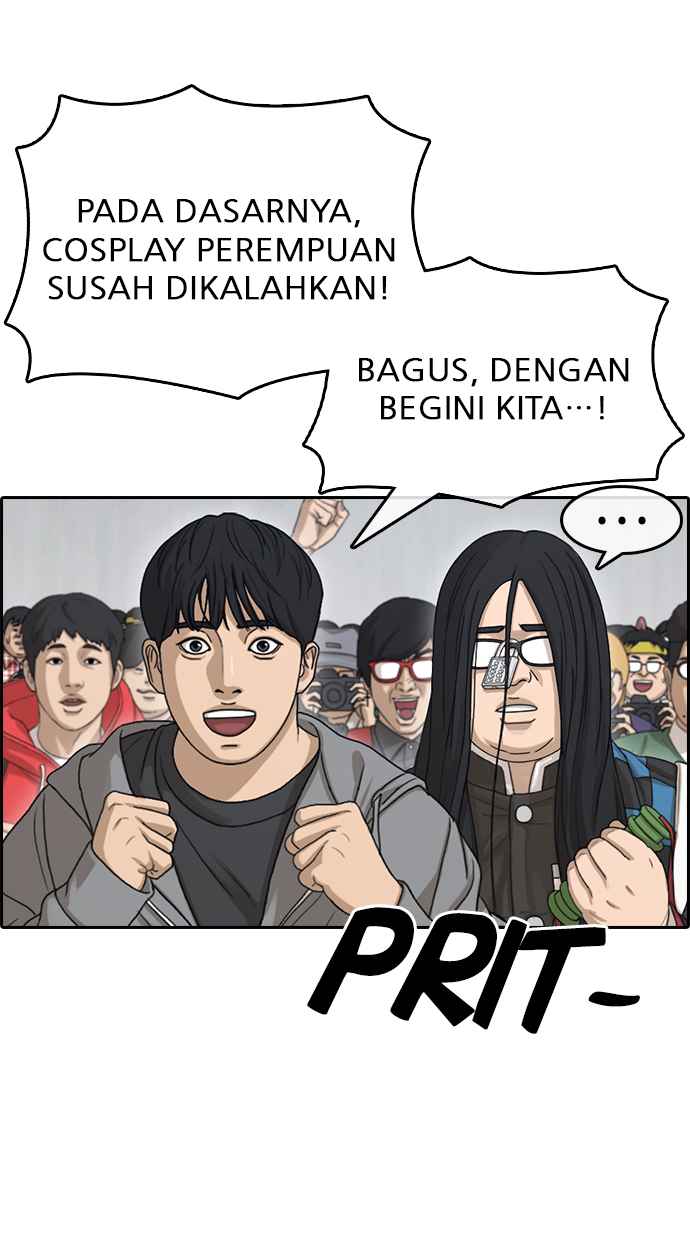 PADA DASARNYA,
COSPLAY PEREMPUAN
SUSAH DIKALAHKAN!
BAGUS, DENGAN
BEGINI KITA⋯!
...
PRIT~